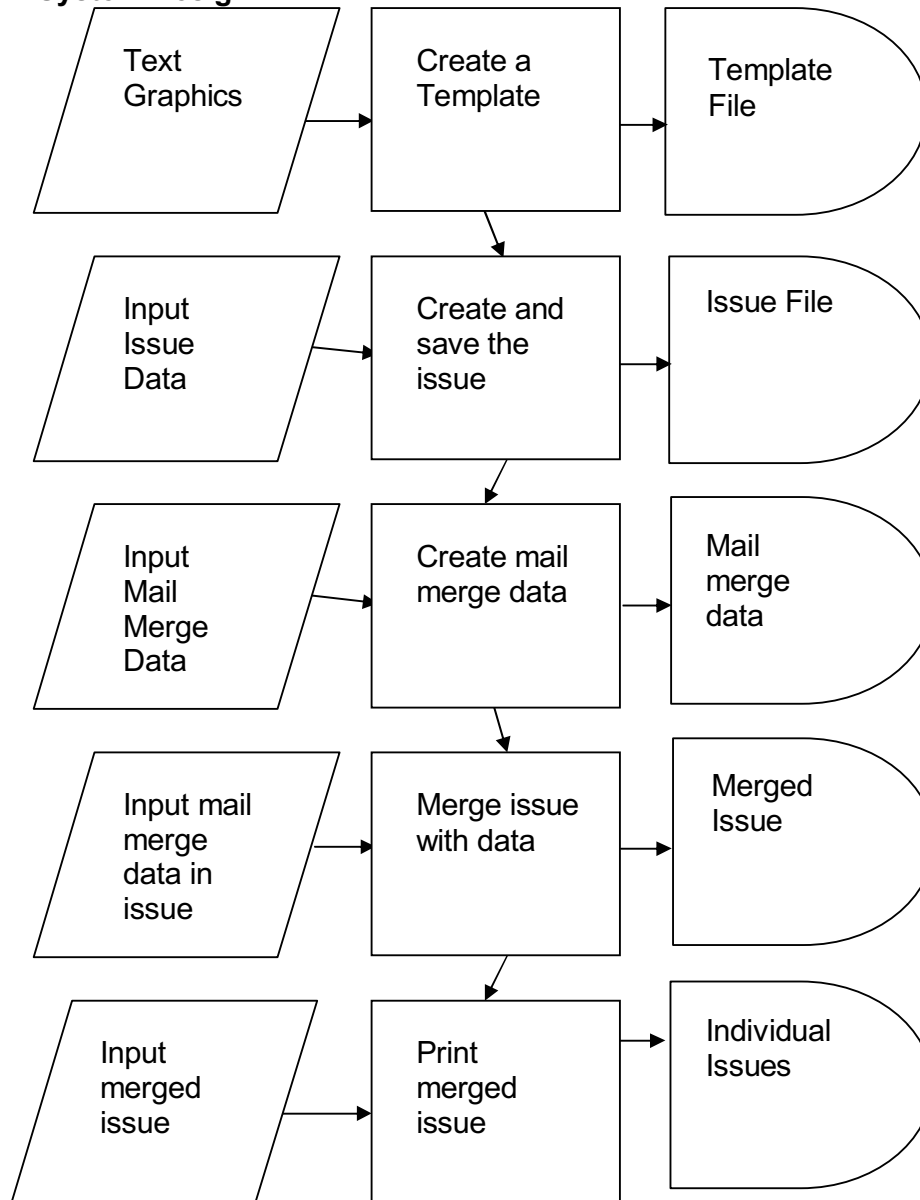 Text
Graphics
Create a
Template
Template
File
Input
Issue
Data
Create and
save the
issue
Issue File
Input
Mail
Merge
Data
Create mail
merge data
Mail
merge
data
Input mail
merge
data in
issue
Merge issue
with data
Merged
Issue
Input
merged
issue
Print
merged
issue
Individual
Issues